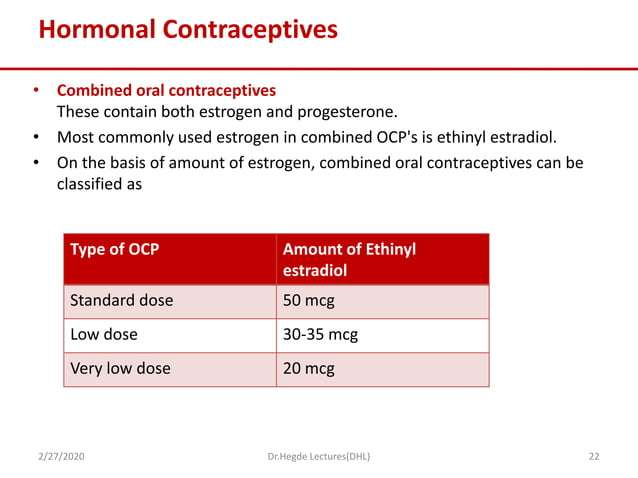 Hormonal Contraceptives
• Combined oral contraceptives
These contain both estrogen and progesterone.
• Most commonly used estrogen in combined OCP's is ethinyl estradiol.
• On the basis of amount of estrogen, combined oral contraceptives can be
classified as
Type of OCP Amount of Ethinyl
estradiol
Standard dose 50 mcg
Low dose 30-35 mcg
Very low dose 20 mcg
2/27/2020 Dr.Hegde Lectures(DHL) 22